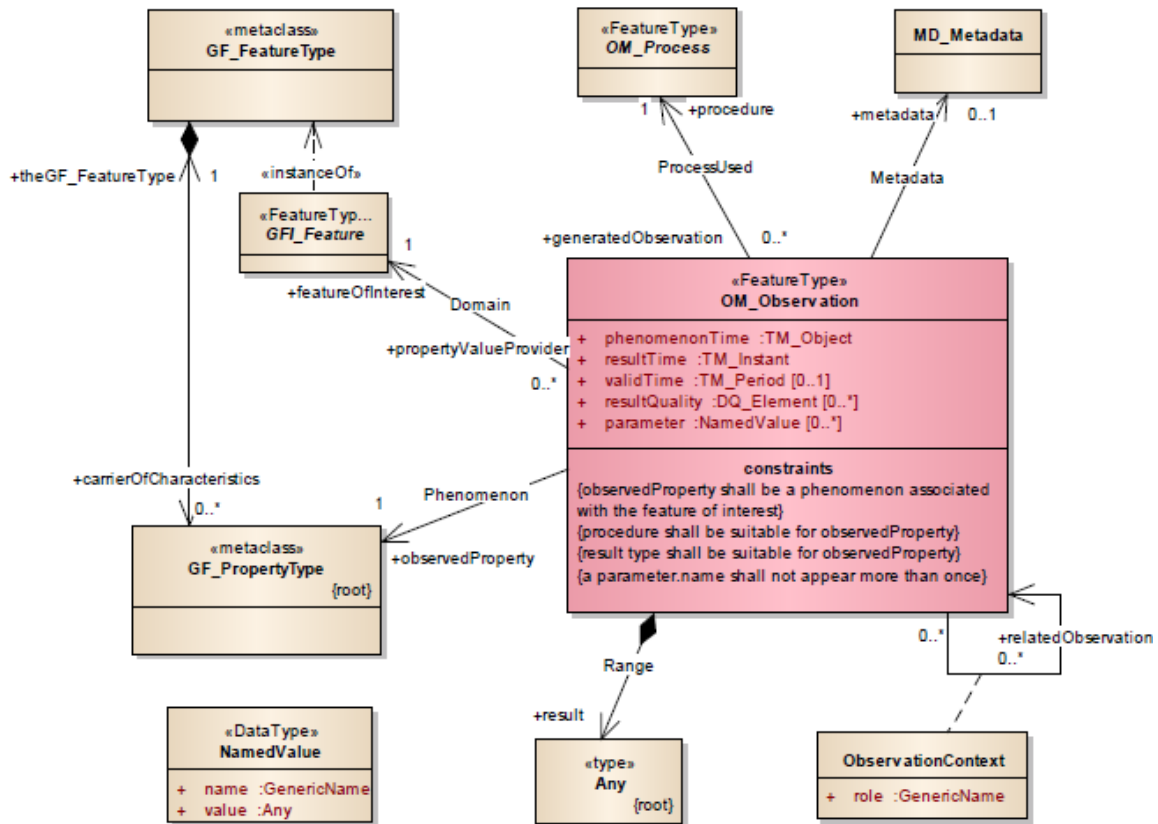 «metaclass»
GF_FeatureType
«FeatureType»
OM_Process
MD_Metadata
+theGF_FeatureType
1
«instanceOf»
1
+procedure
+metadata
0..1
ProcessUsed
Metadata
«FeatureTyp...
GFI_Feature
1
+featureOfInterest
Domain
+generatedObservation
0..*
+propertyValueProvider
0..*
«FeatureType»
OM_Observation
+ phenomenonTime :TM_Object
+ resultTime :TM_Instant
+ validTime :TM_Period [0..1]
+ resultQuality :DQ_Element [0..*]
+ parameter :NamedValue [0..*]
constraints
{observedProperty shall be a phenomenon associated
with the feature of interest}
{procedure shall be suitable for observedProperty}
{result type shall be suitable for observedProperty}
{a parameter.name shall not appear more than once}
+carrierOfCharacteristics
0..*
Phenomenon
1
+observedProperty
«metaclass»
GF_PropertyType
{root}
0..*
+relatedObservation
0..*
Range
+result
«DataType»
NamedValue
+ name :GenericName
+ value :Any
«type»
Any
{root}
ObservationContext
+ role :GenericName